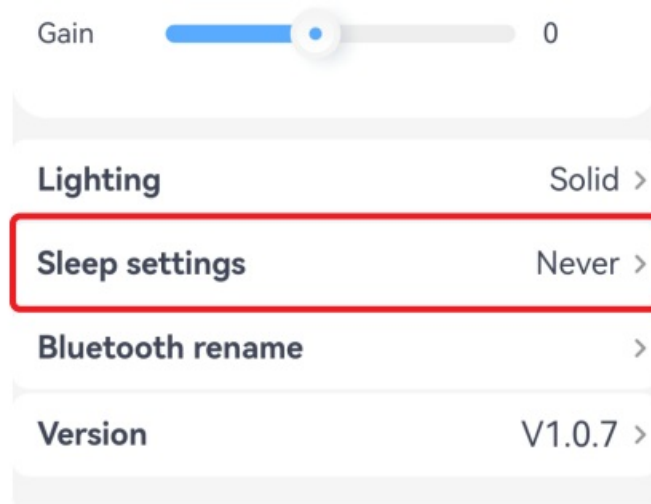 Gain 0
Lighting Solid >
Sleep settings Never >
Bluetooth rename >
Version V1.0.7 >